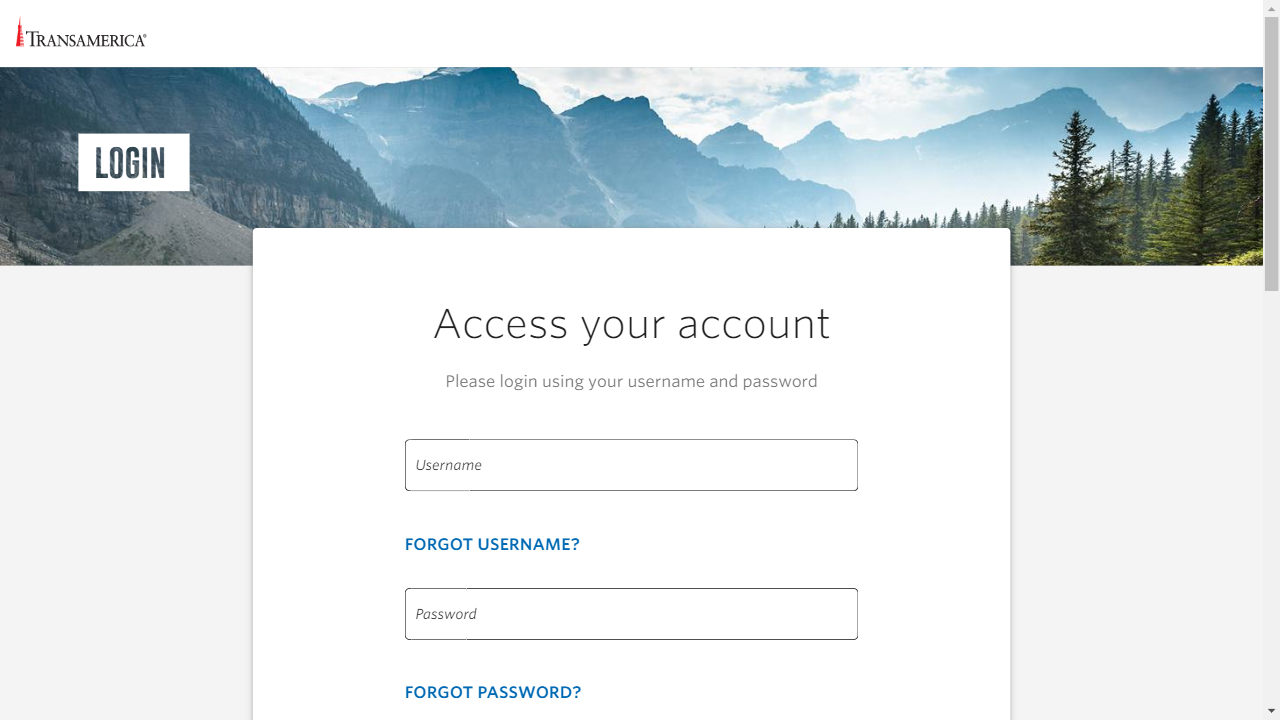 TRANSAMERICA®
LOGIN
Access your account
Please login using your username and password
Username
FORGOT USERNAME?
Password
FORGOT PASSWORD?